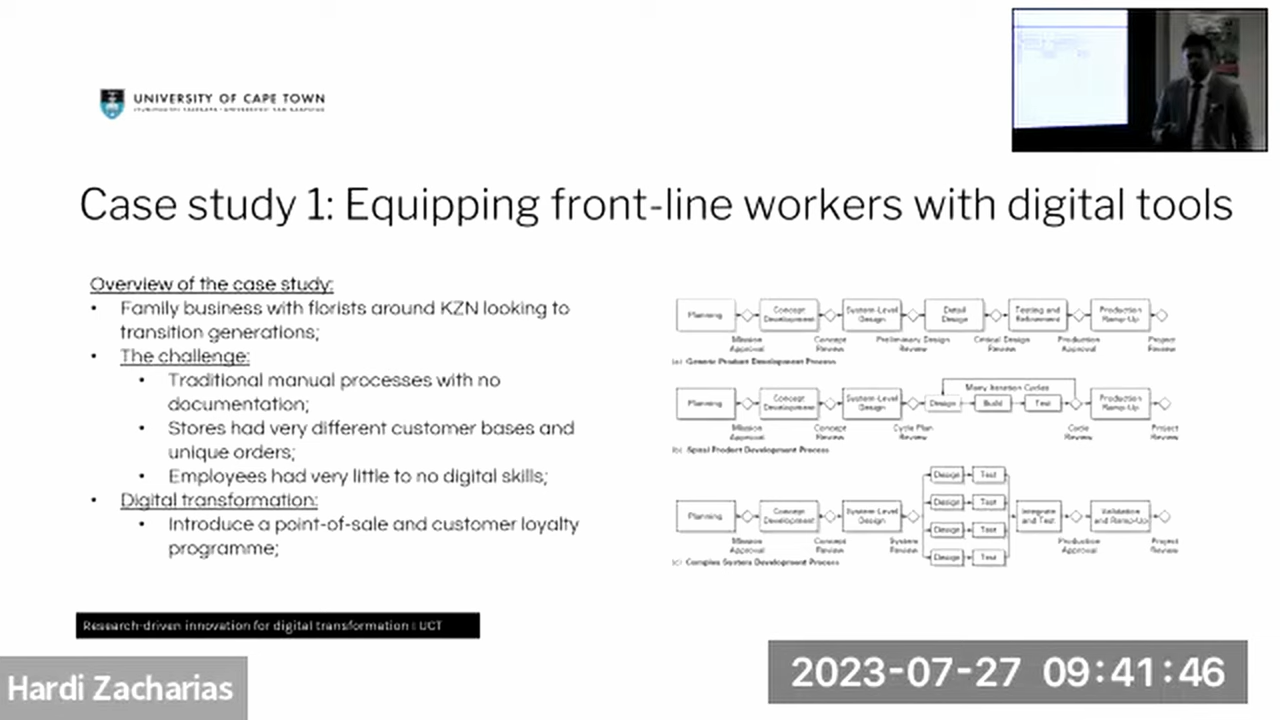 UNIVERSITY OF CAPE TOWN
Case study 1: Equipping front-line workers with digital tools
Overview of the case study:
• Family business with florists around KZN looking to
transition generations;
• The challenge:
• Traditional manual processes with no
documentation;
• Stores had very different customer bases and
unique orders;
• Employees had very little to no digital skills;
• Digital transformation:
• Introduce a point-of-sale and customer loyalty
programme;
Planning
Concept
Development
System-Level
Design
Detail
Design
Testing and
Refinement
Production
Ramp-Up
Mission
Approval
Concept
Review
Preliminary Design
Review
Critical Design
Review
Production
Approval
Project
Review
(a) Generic Product Development Process
Many Iteration Cycles
Planning
Concept
Development
System-Level
Design
Design
Build
Test
Production
Ramp-Up
Mission
Approval
Concept
Review
Cycle Plan
Review
Cycle
Review
Project
Review
(b) Spiral Product Development Process
Design
Test
Design
Test
Planning
Concept
Development
System-Level
Design
Integrate
and Test
Validation
and Ramp-Up
Design
Test
Mission
Approval
Concept
Review
System
Review
Production
Approval
Project
Review
Design
Test
(c) Complex System Development Process
Research-driven innovation for digital transformation | UCT
Hardi Zacharias
2023-07-27 09:41:46